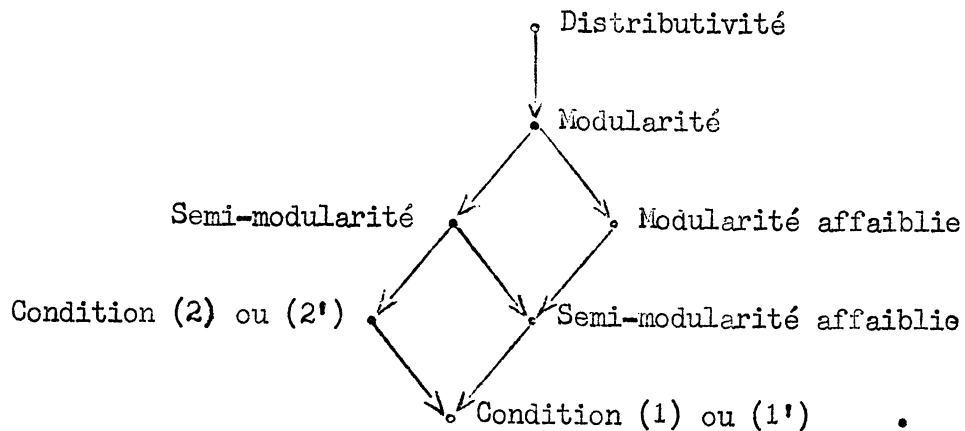 Distributivité
Modularité
Semi-modularité
Modularité affaiblie
Condition (2) ou (2')
Semi-modularité affaiblie
Condition (1) ou (1') .